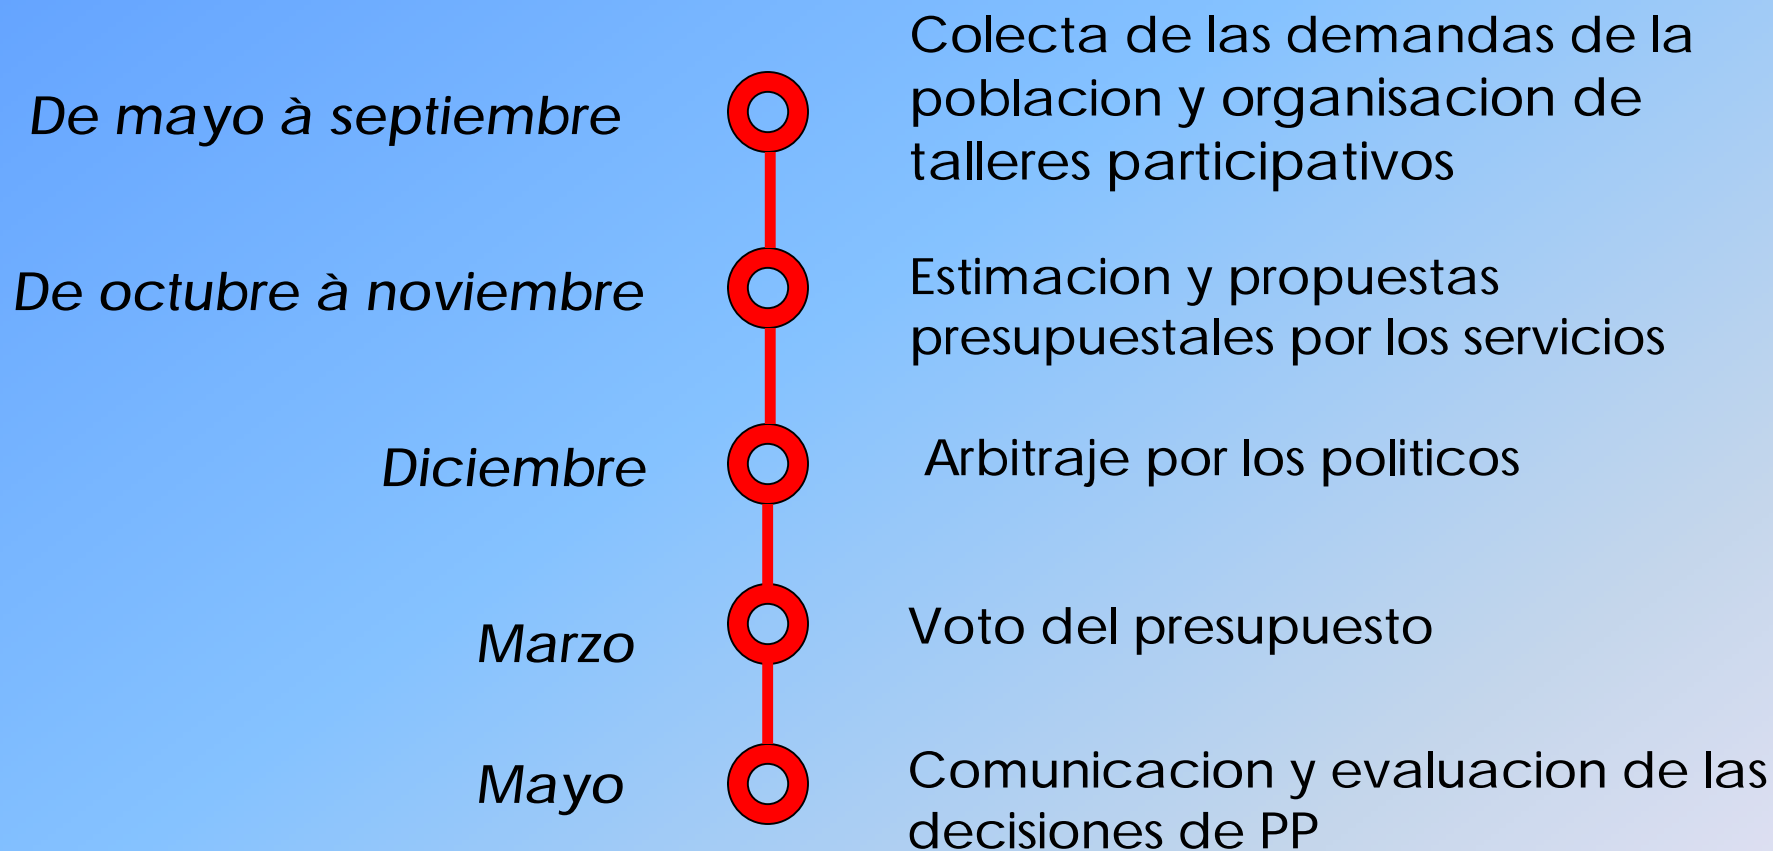 De mayo à septiembre
Colecta de las demandas de la
poblacion y organisacion de
talleres participativos
De octubre à noviembre
Estimacion y propuestas
presupuestales por los servicios
Diciembre
Arbitraje por los politicos
Marzo
Voto del presupuesto
Mayo
Comunicacion y evaluacion de las
decisiones de PP